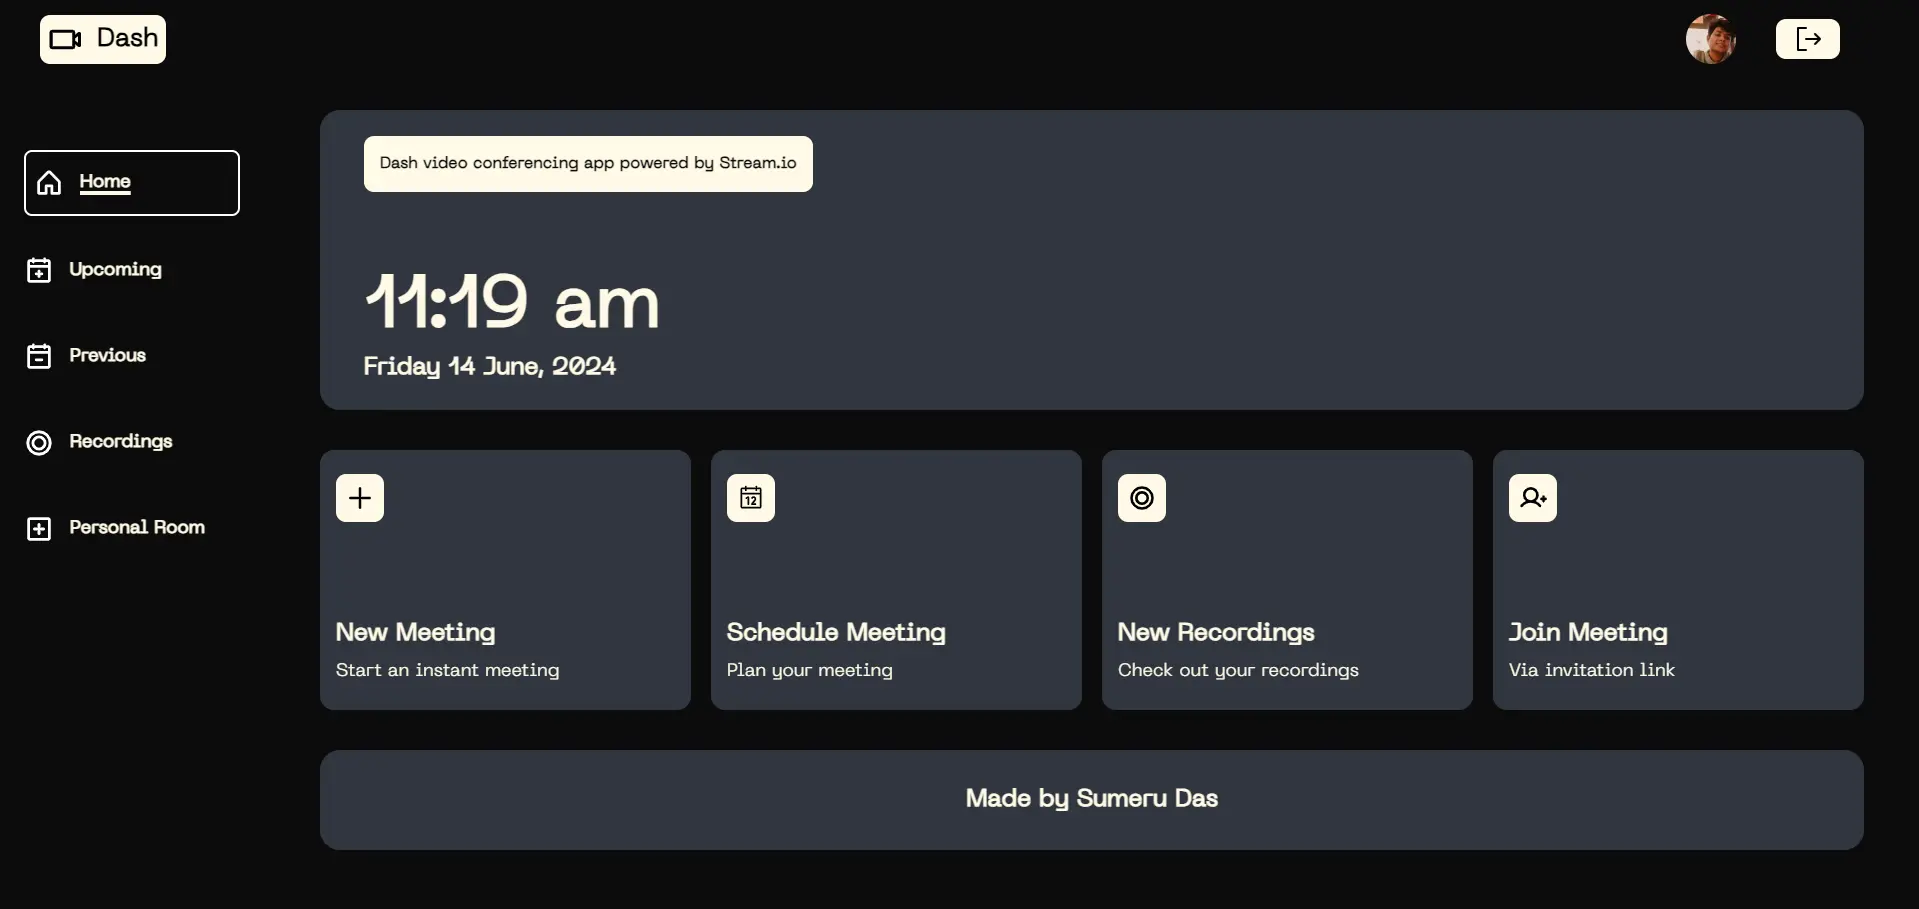 Dash
Home
Upcoming
Previous
Recordings
Personal Room
Dash video conferencing app powered by Stream.io
11:19 am
Friday 14 June, 2024
12
New Meeting
Start an instant meeting
Schedule Meeting
Plan your meeting
New Recordings
Check out your recordings
Join Meeting
Via invitation link
Made by Sumeru Das